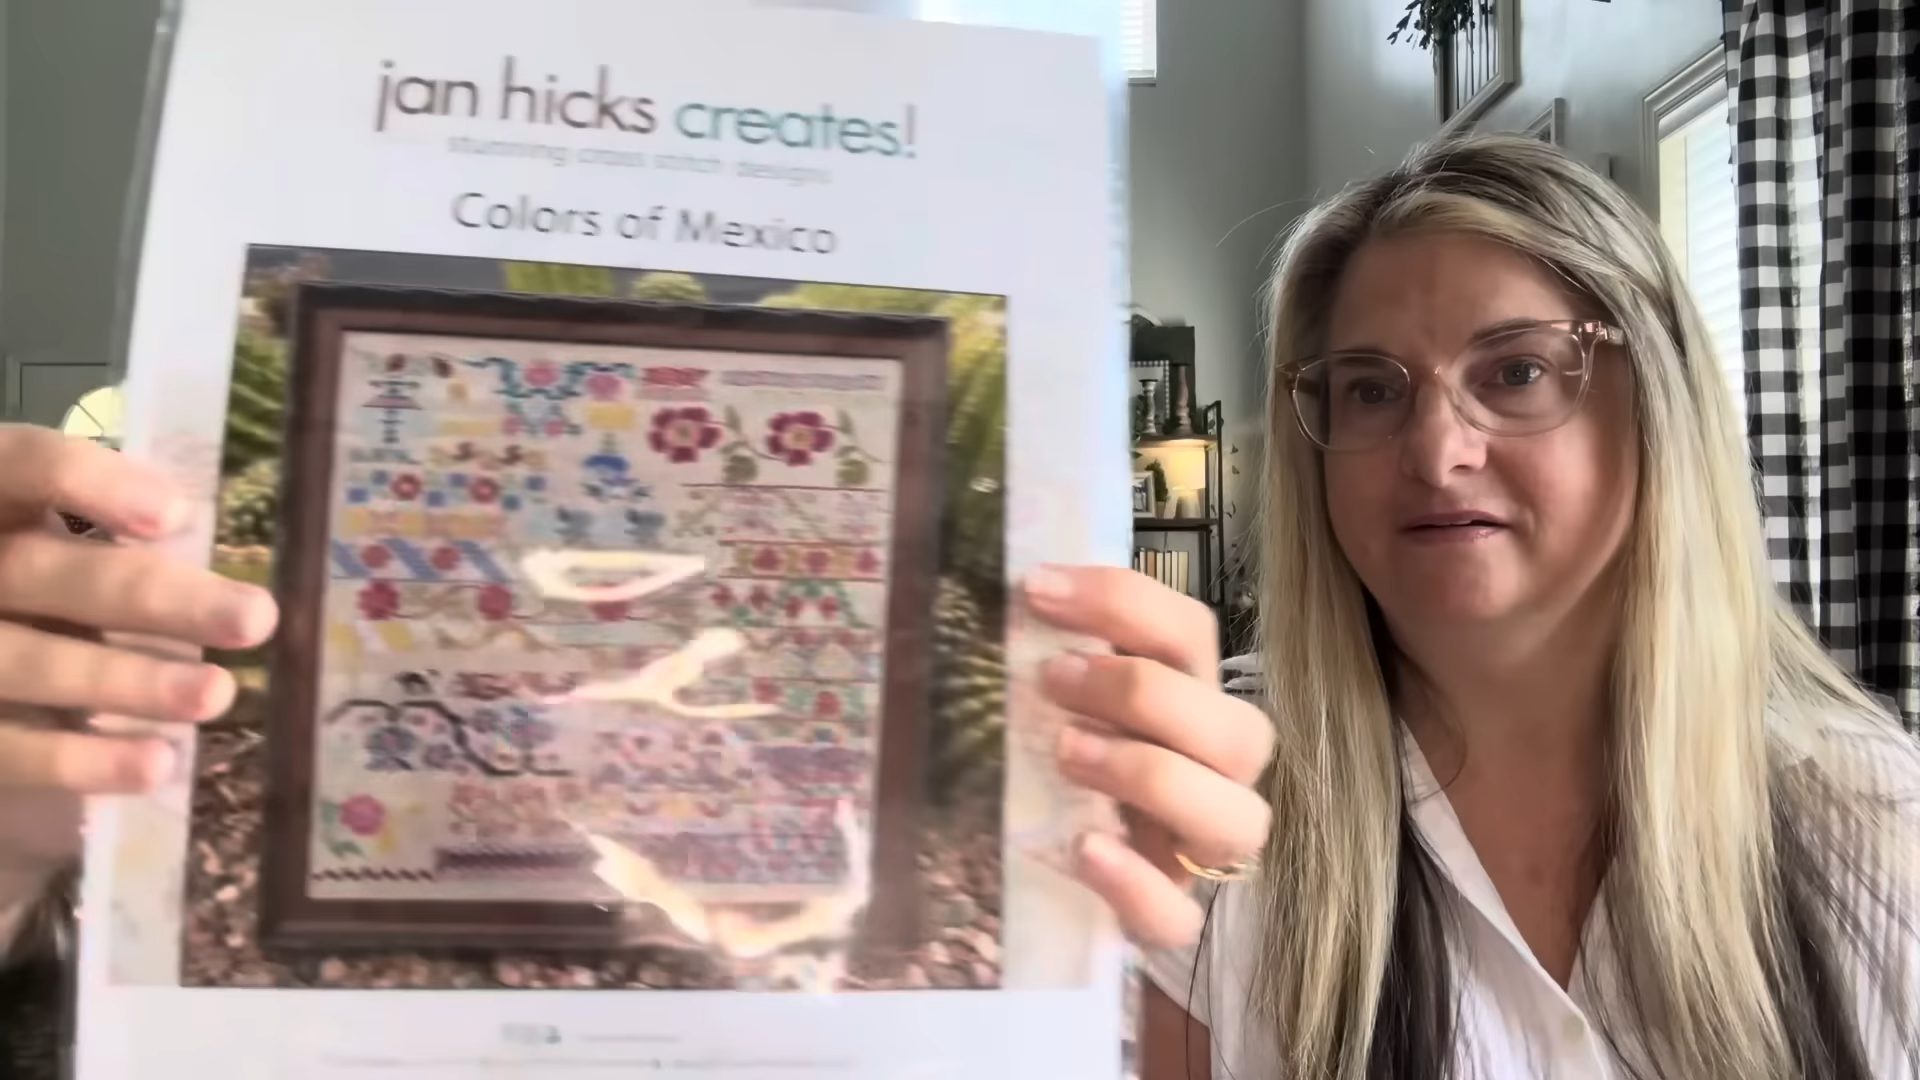 jan hicks creates!
stunning cross stitch designs
Colors of Mexico